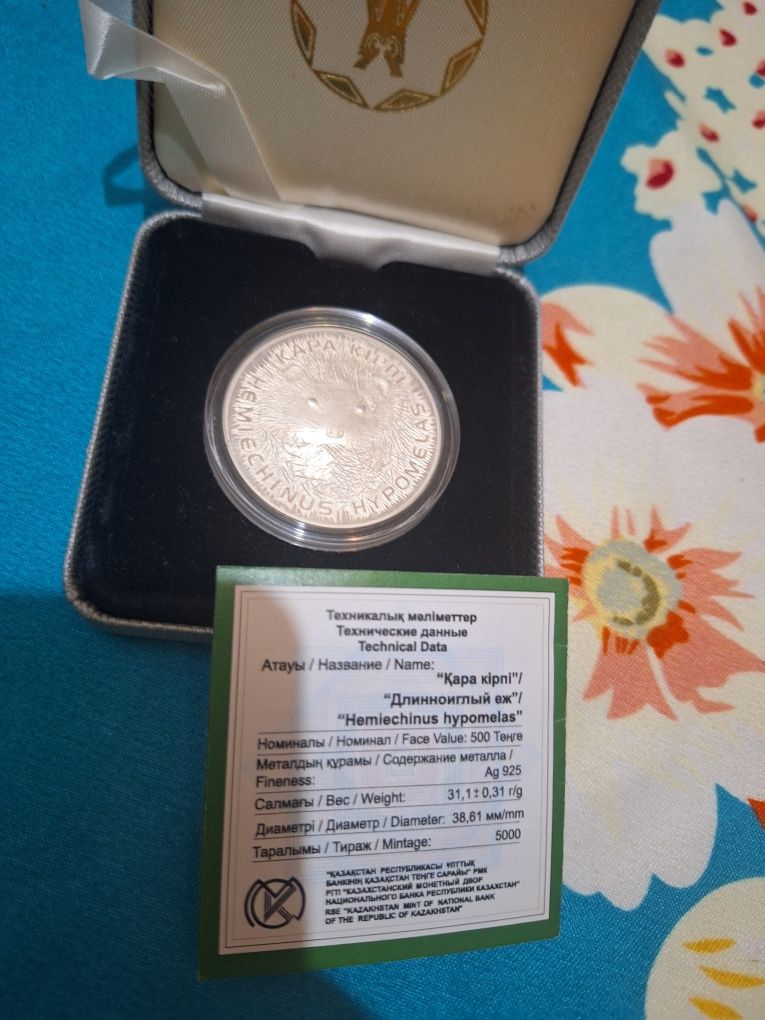 ҚАРА КІРПІ
HEMIECHINUS HYPOMELAS
Техникалық мәліметтер
Технические данные
Technical Data
Атауы / Название / Name:
“Қара кірпі”/
“Длинноиглый еж”/
“Hemiechinus hypomelas”
Номиналы / Номинал / Face Value: 500 Теңге
Металдың құрамы / Содержание металла /
Fineness: Ag 925
Салмағы / Вес / Weight: 31,1± 0,31 г/g
Диаметрі / Диаметр / Diameter: 38,61 мм/mm
Таралымы / Тираж / Mintage: 5000
"ҚАЗАҚСТАН РЕСПУБЛИКАСЫ ҰЛТТЫҚ
БАНКІНІҢ ҚАЗАҚСТАН ТЕҢГЕ САРАЙЫ" РМК
РГП "КАЗАХСТАНСКИЙ МОНЕТНЫЙ ДВОР
НАЦИОНАЛЬНОГО БАНКА РЕСПУБЛИКИ КАЗАХСТАН"
RSE "KAZAKHSTAN MINT OF NATIONAL BANK
OF THE REPUBLIC OF KAZAKHSTAN"